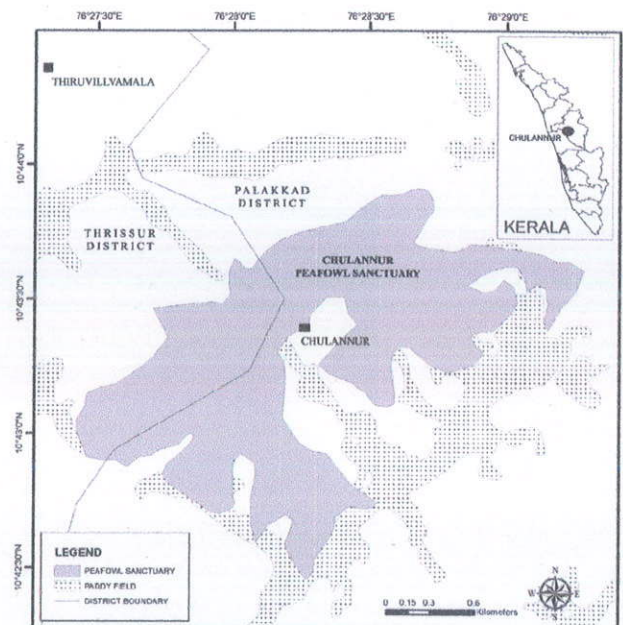 76°27'30"E
76°28'0"E
76°28'30"E
76°29'0"E
THIRUVILLVAMALA
CHULANNUR
KERALA
10°44'0"N
PALAKKAD
DISTRICT
THRISSUR
DISTRICT
CHULANNUR
PEAFOWL SANCTUARY
10°43'30"N
CHULANNUR
10°43'0"N
10°42'30"N
LEGEND
PEAFOWL SANCTUARY
PADDY FIELD
DISTRICT BOUNDARY
N
W E
S
0 0.15 0.3 0.6
Kilometers